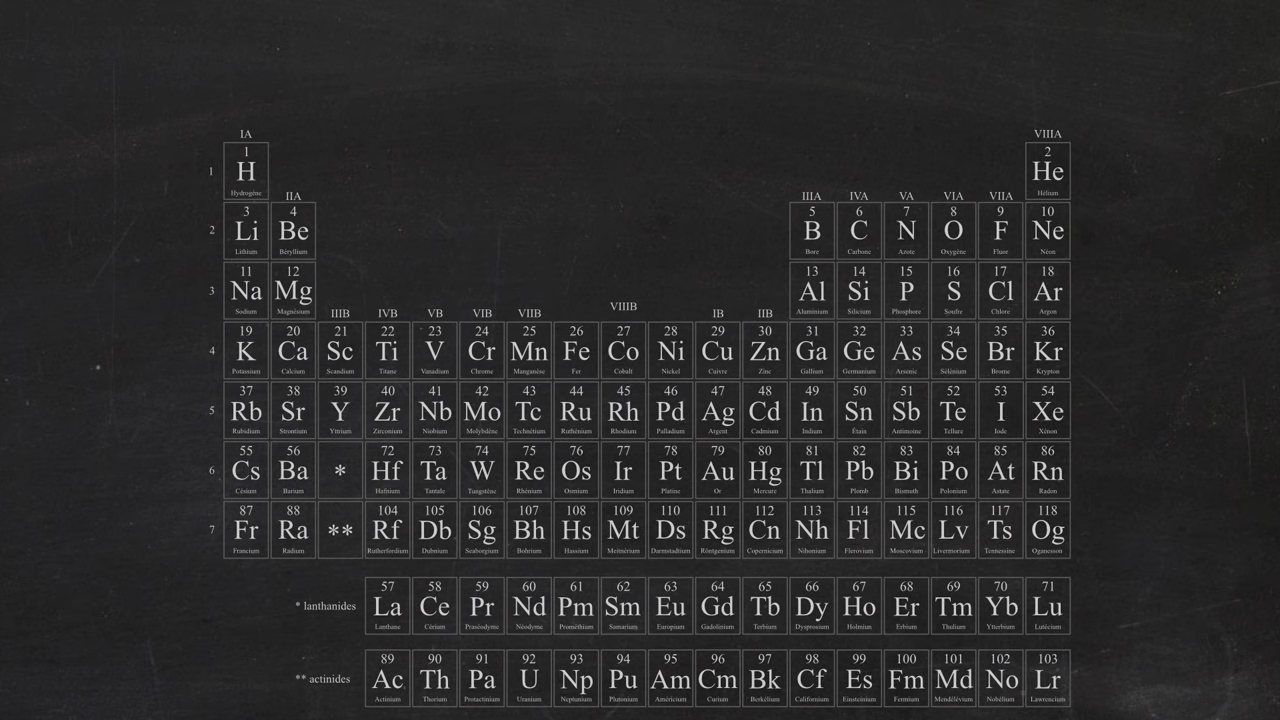 IA VIIIA
1 2
1 H He
Hydrogène Hélium
IIA IIIA IVA VA VIA VIIA
3 4 5 6 7 8 9 10
2 Li Be B C N O F Ne
Lithium Béryllium Bore Carbone Azote Oxygène Fluor Néon
11 12 13 14 15 16 17 18
3 Na Mg Al Si P S Cl Ar
Sodium Magnésium Aluminium Silicium Phosphore Soufre Chlore Argon
IIIB IVB VB VIB VIIB VIIIB IB IIB
19 20 21 22 23 24 25 26 27 28 29 30 31 32 33 34 35 36
4 K Ca Sc Ti V Cr Mn Fe Co Ni Cu Zn Ga Ge As Se Br Kr
Potassium Calcium Scandium Titane Vanadium Chrome Manganèse Fer Cobalt Nickel Cuivre Zinc Gallium Germanium Arsenic Sélénium Brome Krypton
37 38 39 40 41 42 43 44 45 46 47 48 49 50 51 52 53 54
5 Rb Sr Y Zr Nb Mo Tc Ru Rh Pd Ag Cd In Sn Sb Te I Xe
Rubidium Strontium Yttrium Zirconium Niobium Molybdène Technétium Ruthénium Rhodium Palladium Argent Cadmium Indium Étain Antimoine Tellure Iode Xénon
55 56 72 73 74 75 76 77 78 79 80 81 82 83 84 85 86
6 Cs Ba * Hf Ta W Re Os Ir Pt Au Hg Tl Pb Bi Po At Rn
Césium Barium Hafnium Tantale Tungstène Rhénium Osmium Iridium Platine Or Mercure Thalium Plomb Bismuth Polonium Astate Radon
87 88 104 105 106 107 108 109 110 111 112 113 114 115 116 117 118
7 Fr Ra ** Rf Db Sg Bh Hs Mt Ds Rg Cn Nh Fl Mc Lv Ts Og
Francium Radium Rutherfordium Dubnium Seaborgium Bohrium Hassium Meitnérium Darmstadtium Röntgenium Copernicium Nihonium Flerovium Moscovium Livermorium Tennessine Oganesson
57 58 59 60 61 62 63 64 65 66 67 68 69 70 71
* lanthanides La Ce Pr Nd Pm Sm Eu Gd Tb Dy Ho Er Tm Yb Lu
Lanthane Cérium Praséodyme Néodyme Prométhium Samarium Europium Gadolinium Terbium Dysprosium Holmium Erbium Thulium Ytterbium Lutécium
89 90 91 92 93 94 95 96 97 98 99 100 101 102 103
** actinides Ac Th Pa U Np Pu Am Cm Bk Cf Es Fm Md No Lr
Actinium Thorium Protactinium Uranium Neptunium Plutonium Américium Curium Berkélium Californium Einsteinium Fermium Mendélévium Nobélium Lawrencium